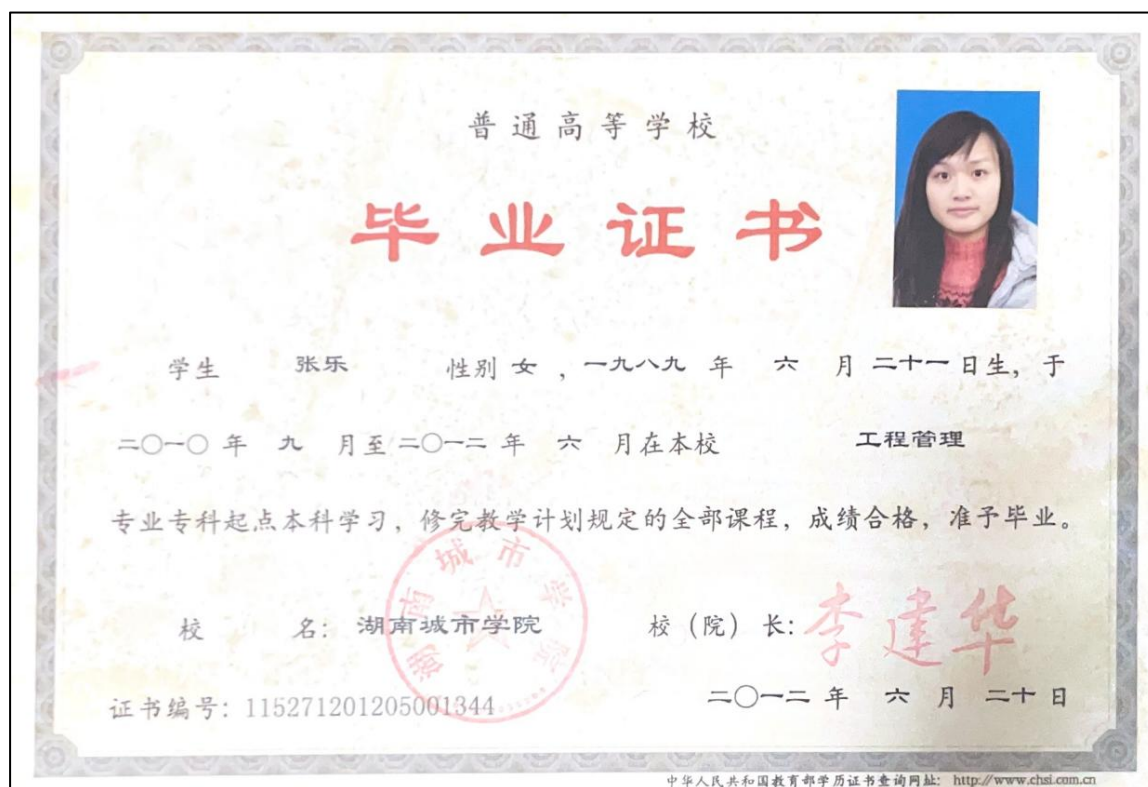 普通高等学校
毕业证书
学生 张乐 性别 女 ，一九八九 年 六 月 二十一 日生，于
二〇一〇 年 九 月至 二〇一二 年 六 月在本校 工程管理
专业专科起点本科学习，修完教学计划规定的全部课程，成绩合格，准予毕业。
校 名：湖南城市学院 校（院）长：李建华
湖南城市学院
证书编号：115271201205001344 二〇一二 年 六 月 二十 日
中华人民共和国教育部学历证书查询网址： http://www.chsi.com.cn